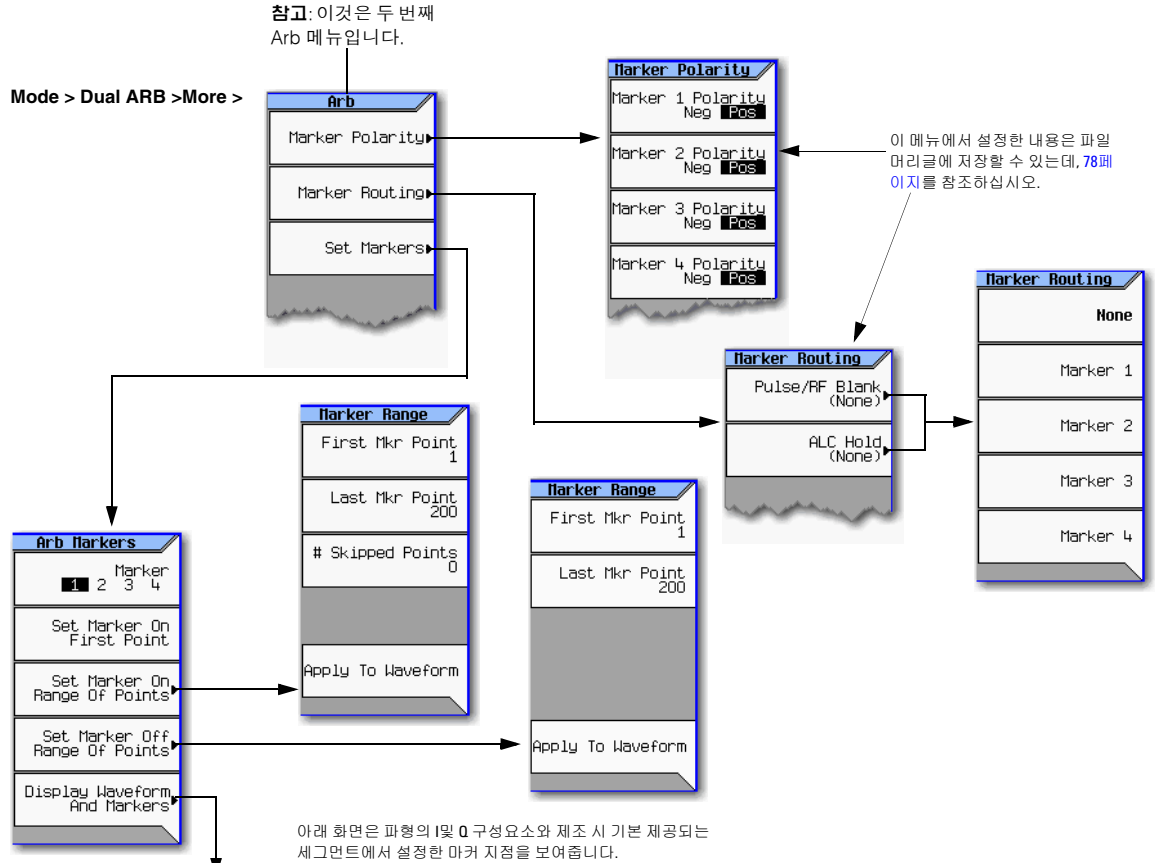 참고: 이것은 두 번째
Arb 메뉴입니다.
Mode > Dual ARB >More >
Arb
Marker Polarity
Marker Routing
Set Markers
Marker Polarity
Marker 1 Polarity
Neg Pos
Marker 2 Polarity
Neg Pos
Marker 3 Polarity
Neg Pos
Marker 4 Polarity
Neg Pos
이 메뉴에서 설정한 내용은 파일
머리글에 저장할 수 있는데, 78페
이지를 참조하십시오.
Marker Routing
Pulse/RF Blank
(None)
ALC Hold
(None)
Marker Routing
None
Marker 1
Marker 2
Marker 3
Marker 4
Marker Range
First Mkr Point
1
Last Mkr Point
200
# Skipped Points
0
Apply To Waveform
Marker Range
First Mkr Point
1
Last Mkr Point
200
Apply To Waveform
Arb Markers
Marker
1 2 3 4
Set Marker On
First Point
Set Marker On
Range Of Points
Set Marker Off
Range Of Points
Display Waveform
And Markers
아래 화면은 파형의 I및 Q 구성요소와 제조 시 기본 제공되는
세그먼트에서 설정한 마커 지점을 보여줍니다.